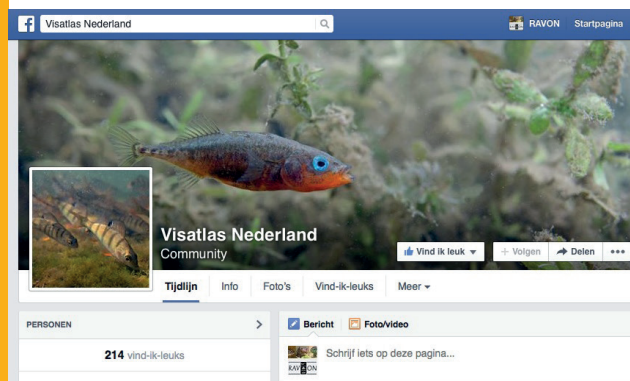 Visatlas Nederland
RAVON Startpagina
Visatlas Nederland
Community
Vind ik leuk
+ Volgen
Delen
Tijdlijn Info Foto's Vind-ik-leuks Meer
PERSONEN
214 vind-ik-leuks
Bericht Foto/video
Schrijf iets op deze pagina...
RAVON